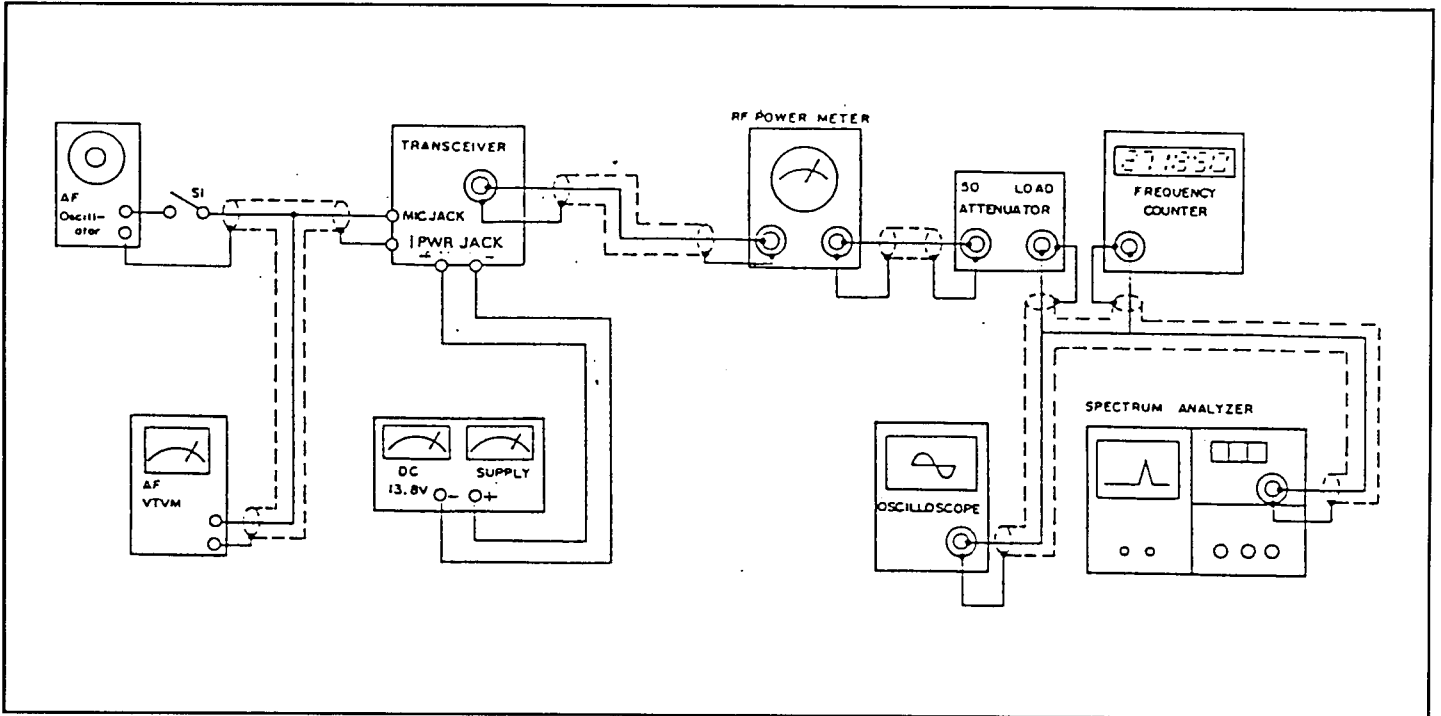 AF
Oscill-
ator
S1
TRANSCEIVER
MIC JACK
PWR JACK
+ -
RF POWER METER
50 LOAD
ATTENUATOR
FREQUENCY
COUNTER
AF
VTVM
DC SUPPLY
13.8V - +
OSCILLOSCOPE
SPECTRUM ANALYZER